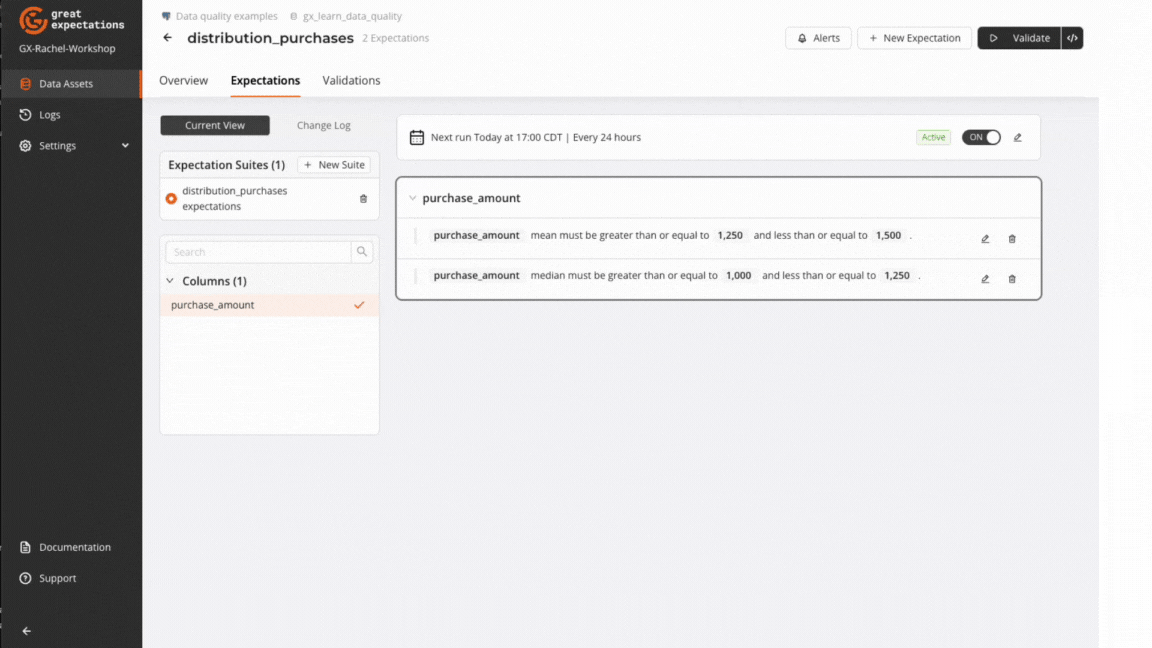 great
expectations
GX-Rachel-Workshop
Data Assets
Logs
Settings
Documentation
Support
Data quality examples gx_learn_data_quality
distribution_purchases 2 Expectations
Alerts
+ New Expectation
Validate </>
Overview Expectations Validations
Current View Change Log
Expectation Suites (1) + New Suite
distribution_purchases
expectations
Search
Columns (1)
purchase_amount
Next run Today at 17:00 CDT | Every 24 hours Active ON
purchase_amount
purchase_amount mean must be greater than or equal to 1,250 and less than or equal to 1,500 .
purchase_amount median must be greater than or equal to 1,000 and less than or equal to 1,250 .